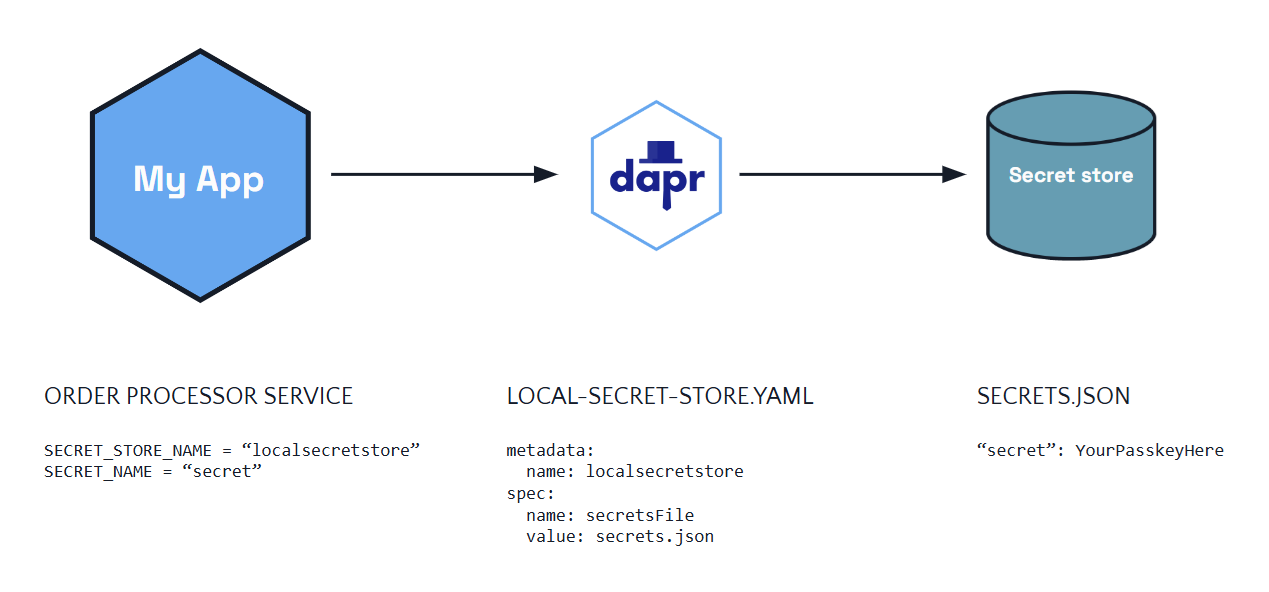 My App
dapr
Secret store
ORDER PROCESSOR SERVICE
SECRET_STORE_NAME = “localsecretstore”
SECRET_NAME = “secret”
LOCAL-SECRET-STORE.YAML
metadata:
  name: localsecretstore
spec:
  name: secretsFile
  value: secrets.json
SECRETS.JSON
“secret”: YourPasskeyHere